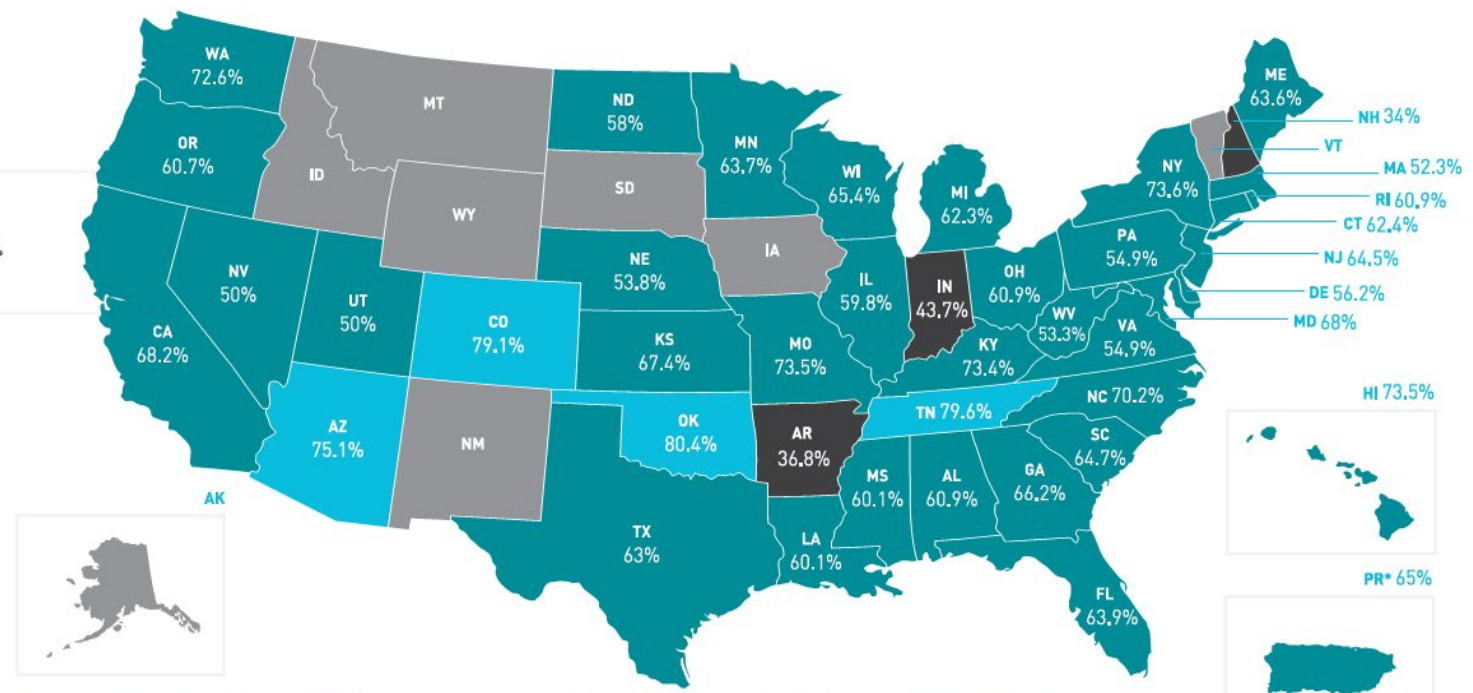 WA
72.6%
OR
60.7%
CA
68.2%
NV
50%
ID
MT
WY
UT
50%
CO
79.1%
AZ
75.1%
NM
ND
58%
SD
NE
53.8%
KS
67.4%
OK
80.4%
TX
63%
MN
63.7%
IA
MO
73.5%
AR
36.8%
LA
60.1%
WI
65.4%
IL
59.8%
MI
62.3%
IN
43.7%
OH
60.9%
KY
73.4%
TN 79.6%
MS
60.1%
AL
60.9%
GA
66.2%
FL
63.9%
SC
64.7%
NC 70.2%
VA
54.9%
WV
53.3%
PA
54.9%
NY
73.6%
ME
63.6%
NH 34%
VT
MA 52.3%
RI 60.9%
CT 62.4%
NJ 64.5%
DE 56.2%
MD 68%
HI 73.5%
PR* 65%
AK